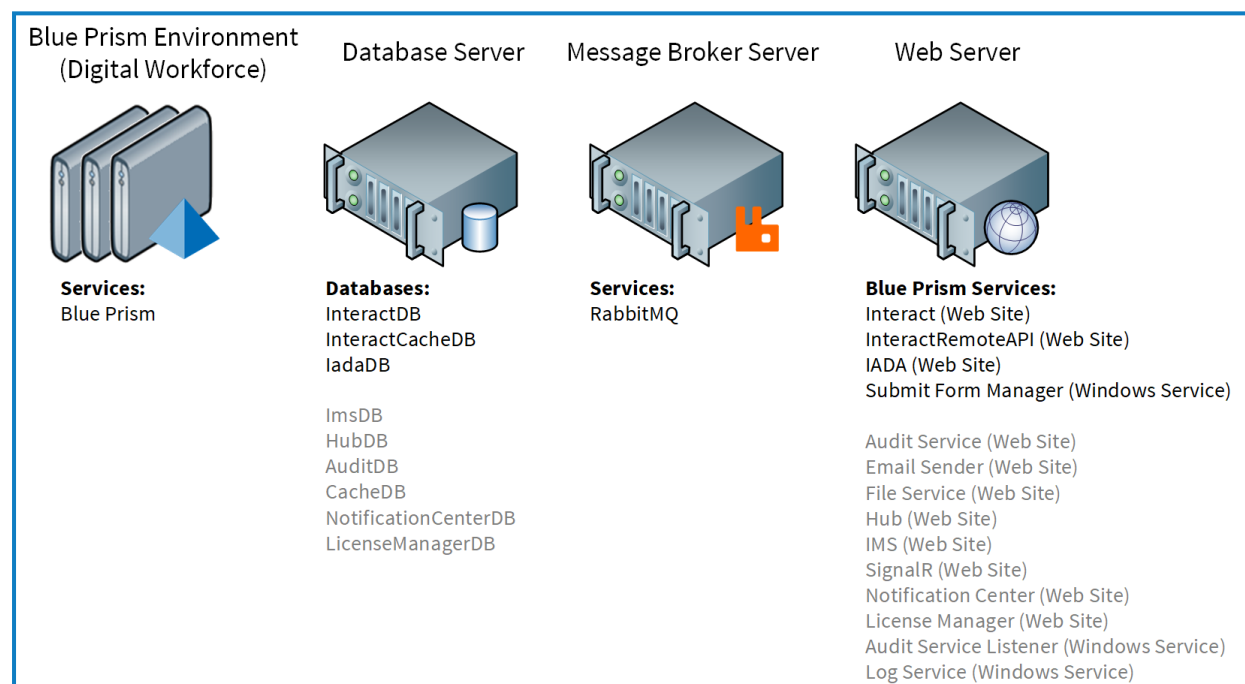 Blue Prism Environment
(Digital Workforce)
Database Server
Message Broker Server
Web Server
Services:
Blue Prism
Databases:
InteractDB
InteractCacheDB
IadaDB
ImsDB
HubDB
AuditDB
CacheDB
NotificationCenterDB
LicenseManagerDB
Services:
RabbitMQ
Blue Prism Services:
Interact (Web Site)
InteractRemoteAPI (Web Site)
IADA (Web Site)
Submit Form Manager (Windows Service)
Audit Service (Web Site)
Email Sender (Web Site)
File Service (Web Site)
Hub (Web Site)
IMS (Web Site)
SignalR (Web Site)
Notification Center (Web Site)
License Manager (Web Site)
Audit Service Listener (Windows Service)
Log Service (Windows Service)